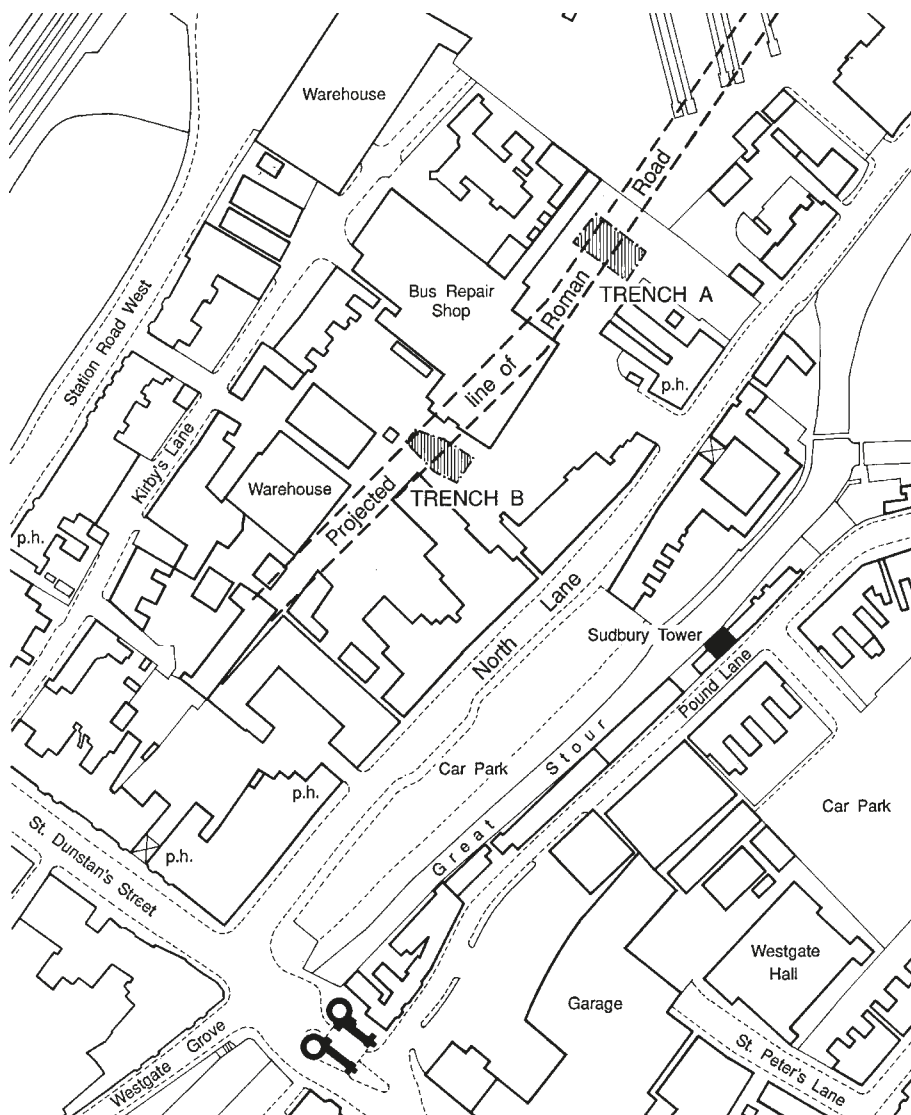 Warehouse
Road
Roman
TRENCH A
Bus Repair
Shop
Station Road West
line of
p.h.
Kirby's Lane
Warehouse
TRENCH B
Projected
p.h.
North Lane
Sudbury Tower
Pound Lane
Great Stour
Car Park
p.h.
Car Park
St. Dunstan's Street
p.h.
Westgate
Hall
Garage
Westgate Grove
St. Peter's Lane